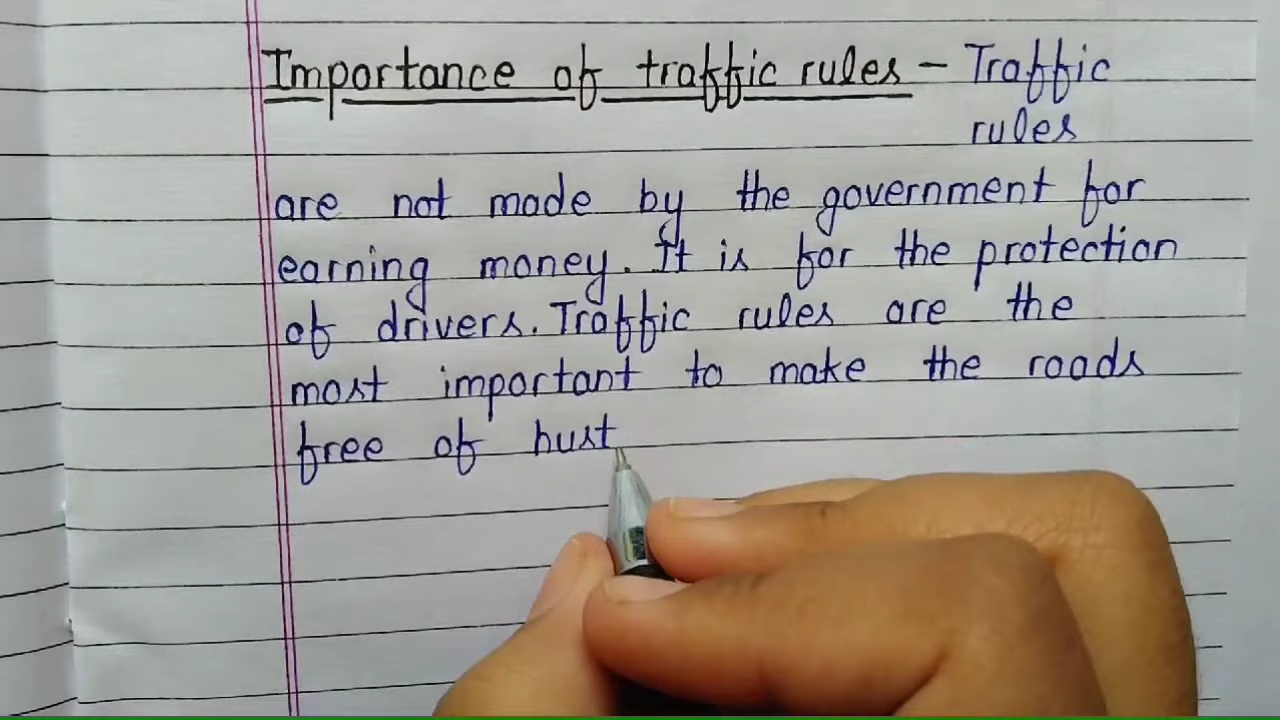 Importance of traffic rules - Traffic
rules
are not made by the government for
earning money. It is for the protection
of drivers. Traffic rules are the
most important to make the roads
free of hust